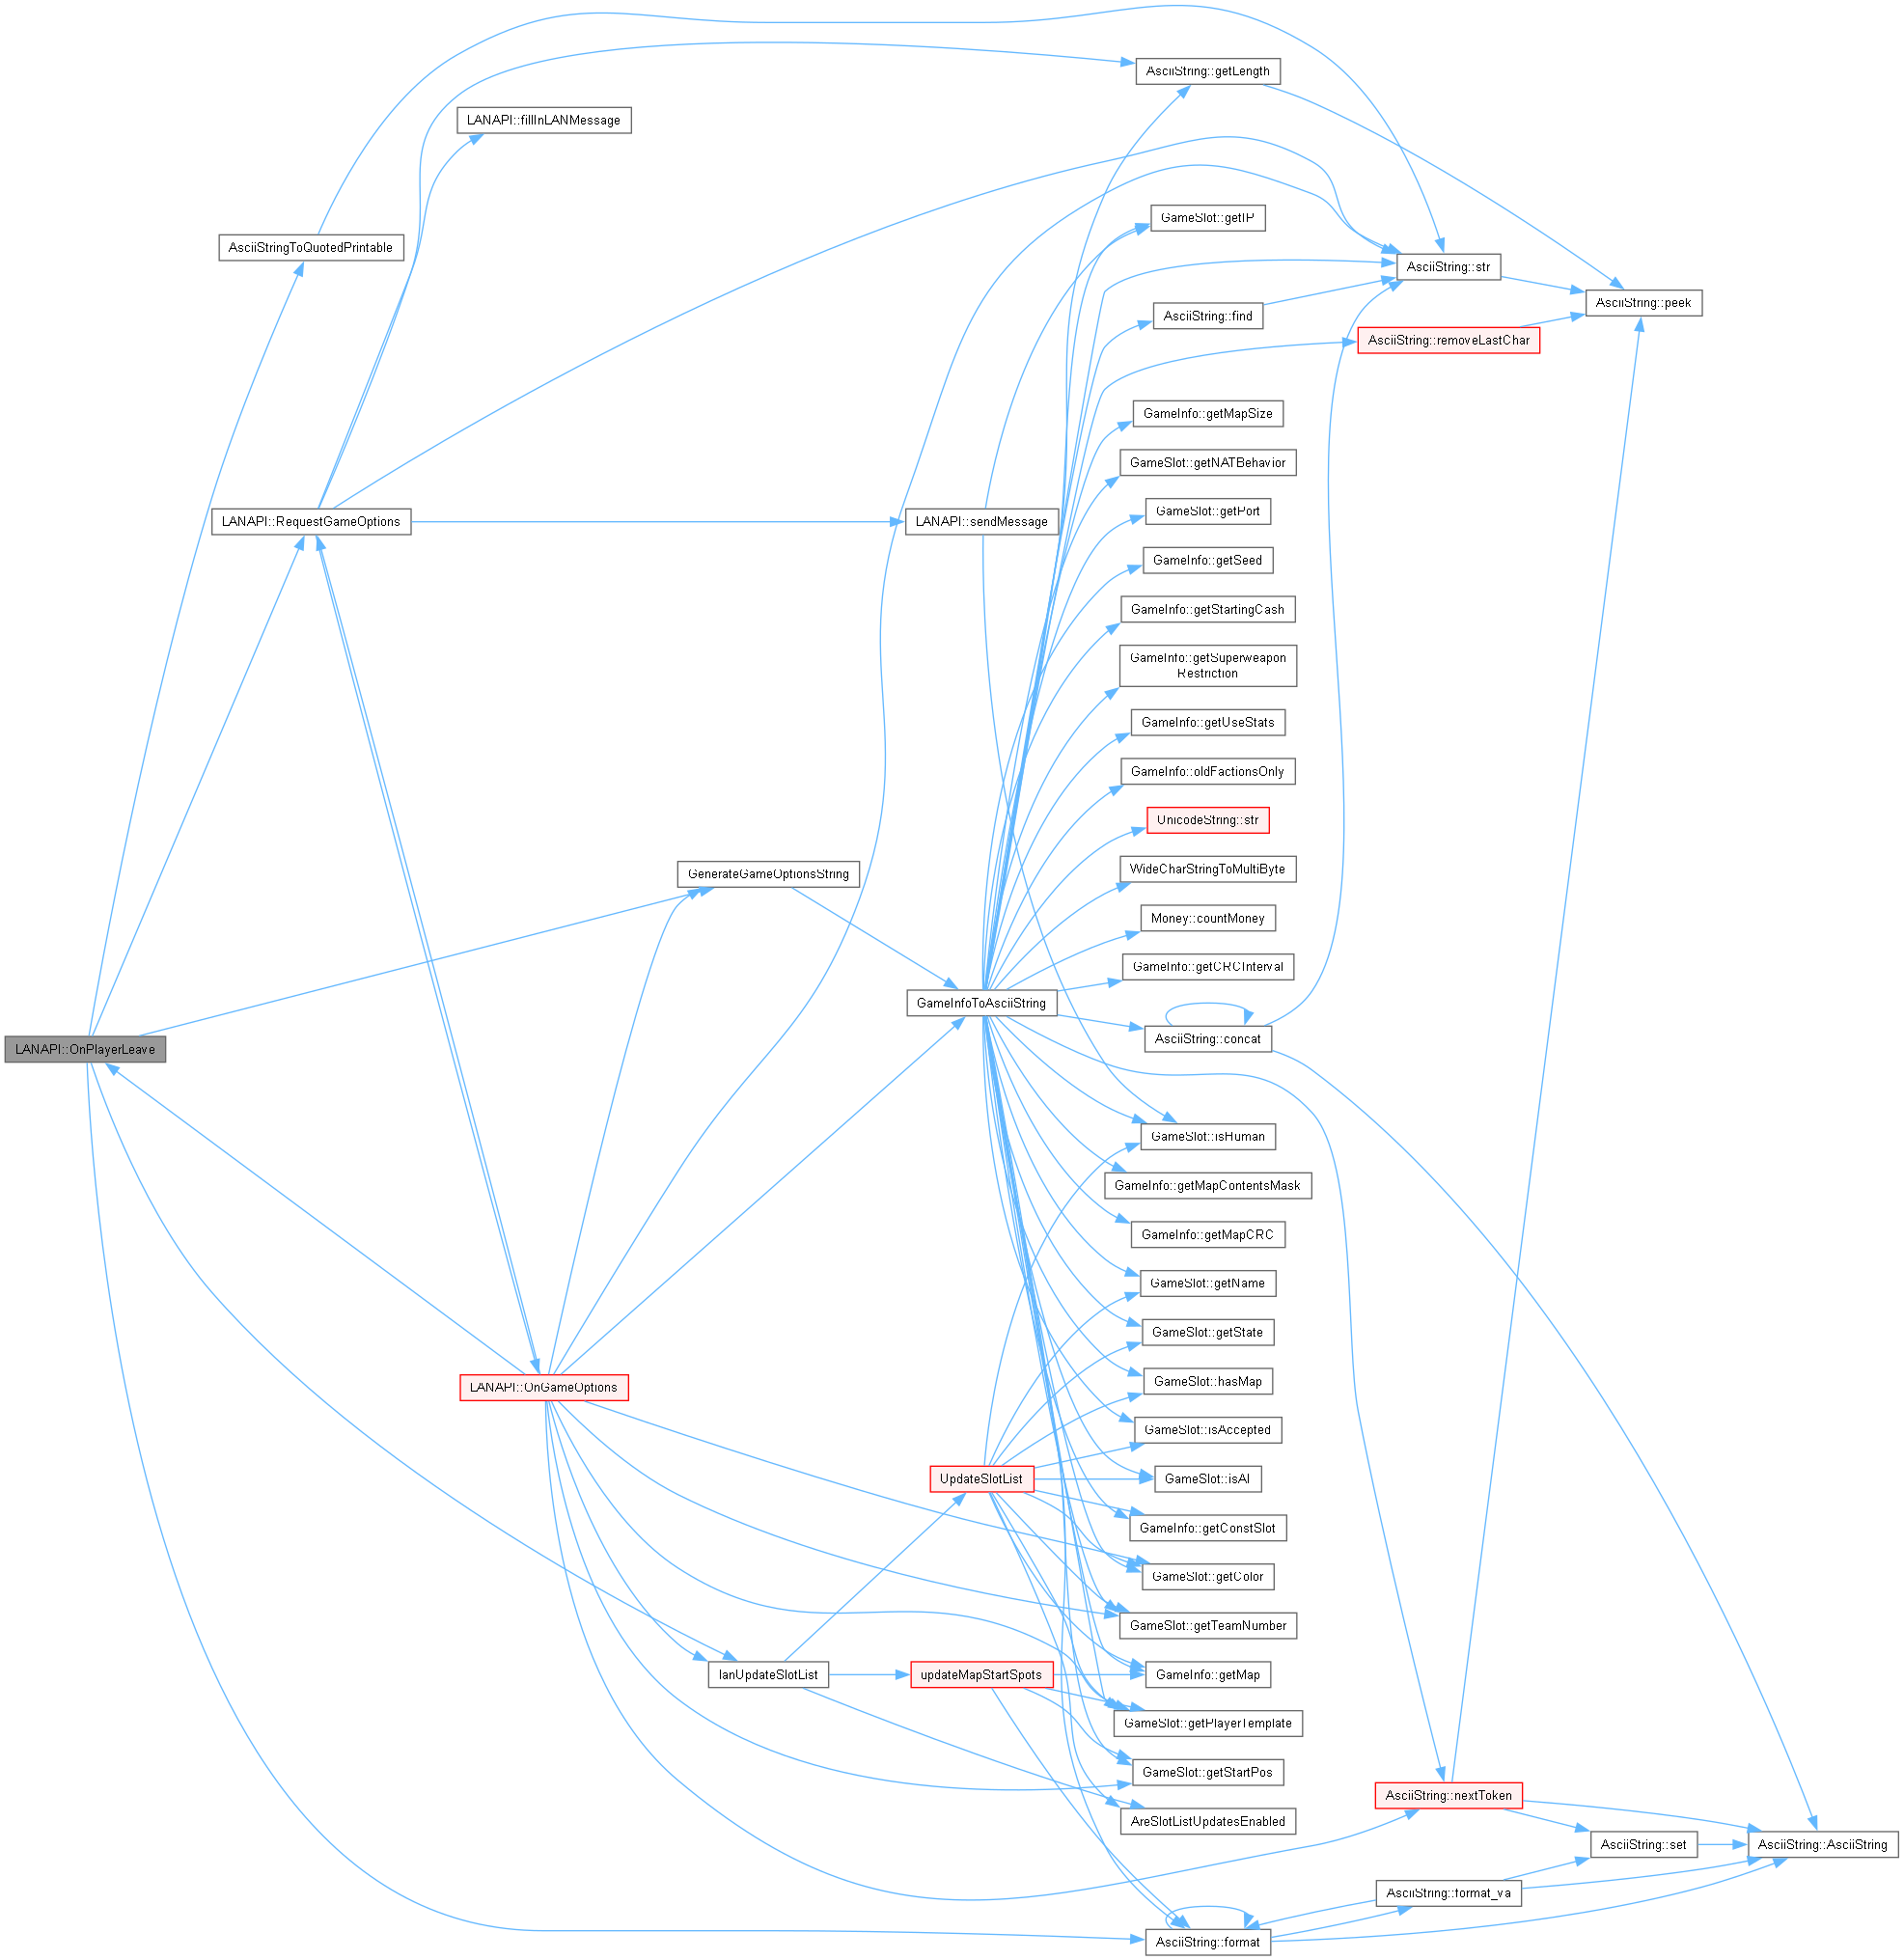 AsciiString::getLength
LANAPI::fillInLANMessage
GameSlot::getIP
AsciiStringToQuotedPrintable
AsciiString::str
AsciiString::peek
AsciiString::find
AsciiString::removeLastChar
GameInfo::getMapSize
GameSlot::getNATBehavior
GameSlot::getPort
LANAPI::RequestGameOptions
LANAPI::sendMessage
GameInfo::getSeed
GameInfo::getStartingCash
GameInfo::getSuperweapon
Restriction
GameInfo::getUseStats
GameInfo::oldFactionsOnly
UnicodeString::str
WideCharStringToMultiByte
GenerateGameOptionsString
Money::countMoney
GameInfo::getCRCInterval
GameInfoToAsciiString
AsciiString::concat
LANAPI::OnPlayerLeave
GameSlot::isHuman
GameInfo::getMapContentsMask
GameInfo::getMapCRC
GameSlot::getName
GameSlot::getState
GameSlot::hasMap
LANAPI::OnGameOptions
GameSlot::isAccepted
UpdateSlotList
GameSlot::isAI
GameInfo::getConstSlot
GameSlot::getColor
GameSlot::getTeamNumber
lanUpdateSlotList
updateMapStartSpots
GameInfo::getMap
GameSlot::getPlayerTemplate
GameSlot::getStartPos
AsciiString::nextToken
AreSlotListUpdatesEnabled
AsciiString::set
AsciiString::AsciiString
AsciiString::format_va
AsciiString::format